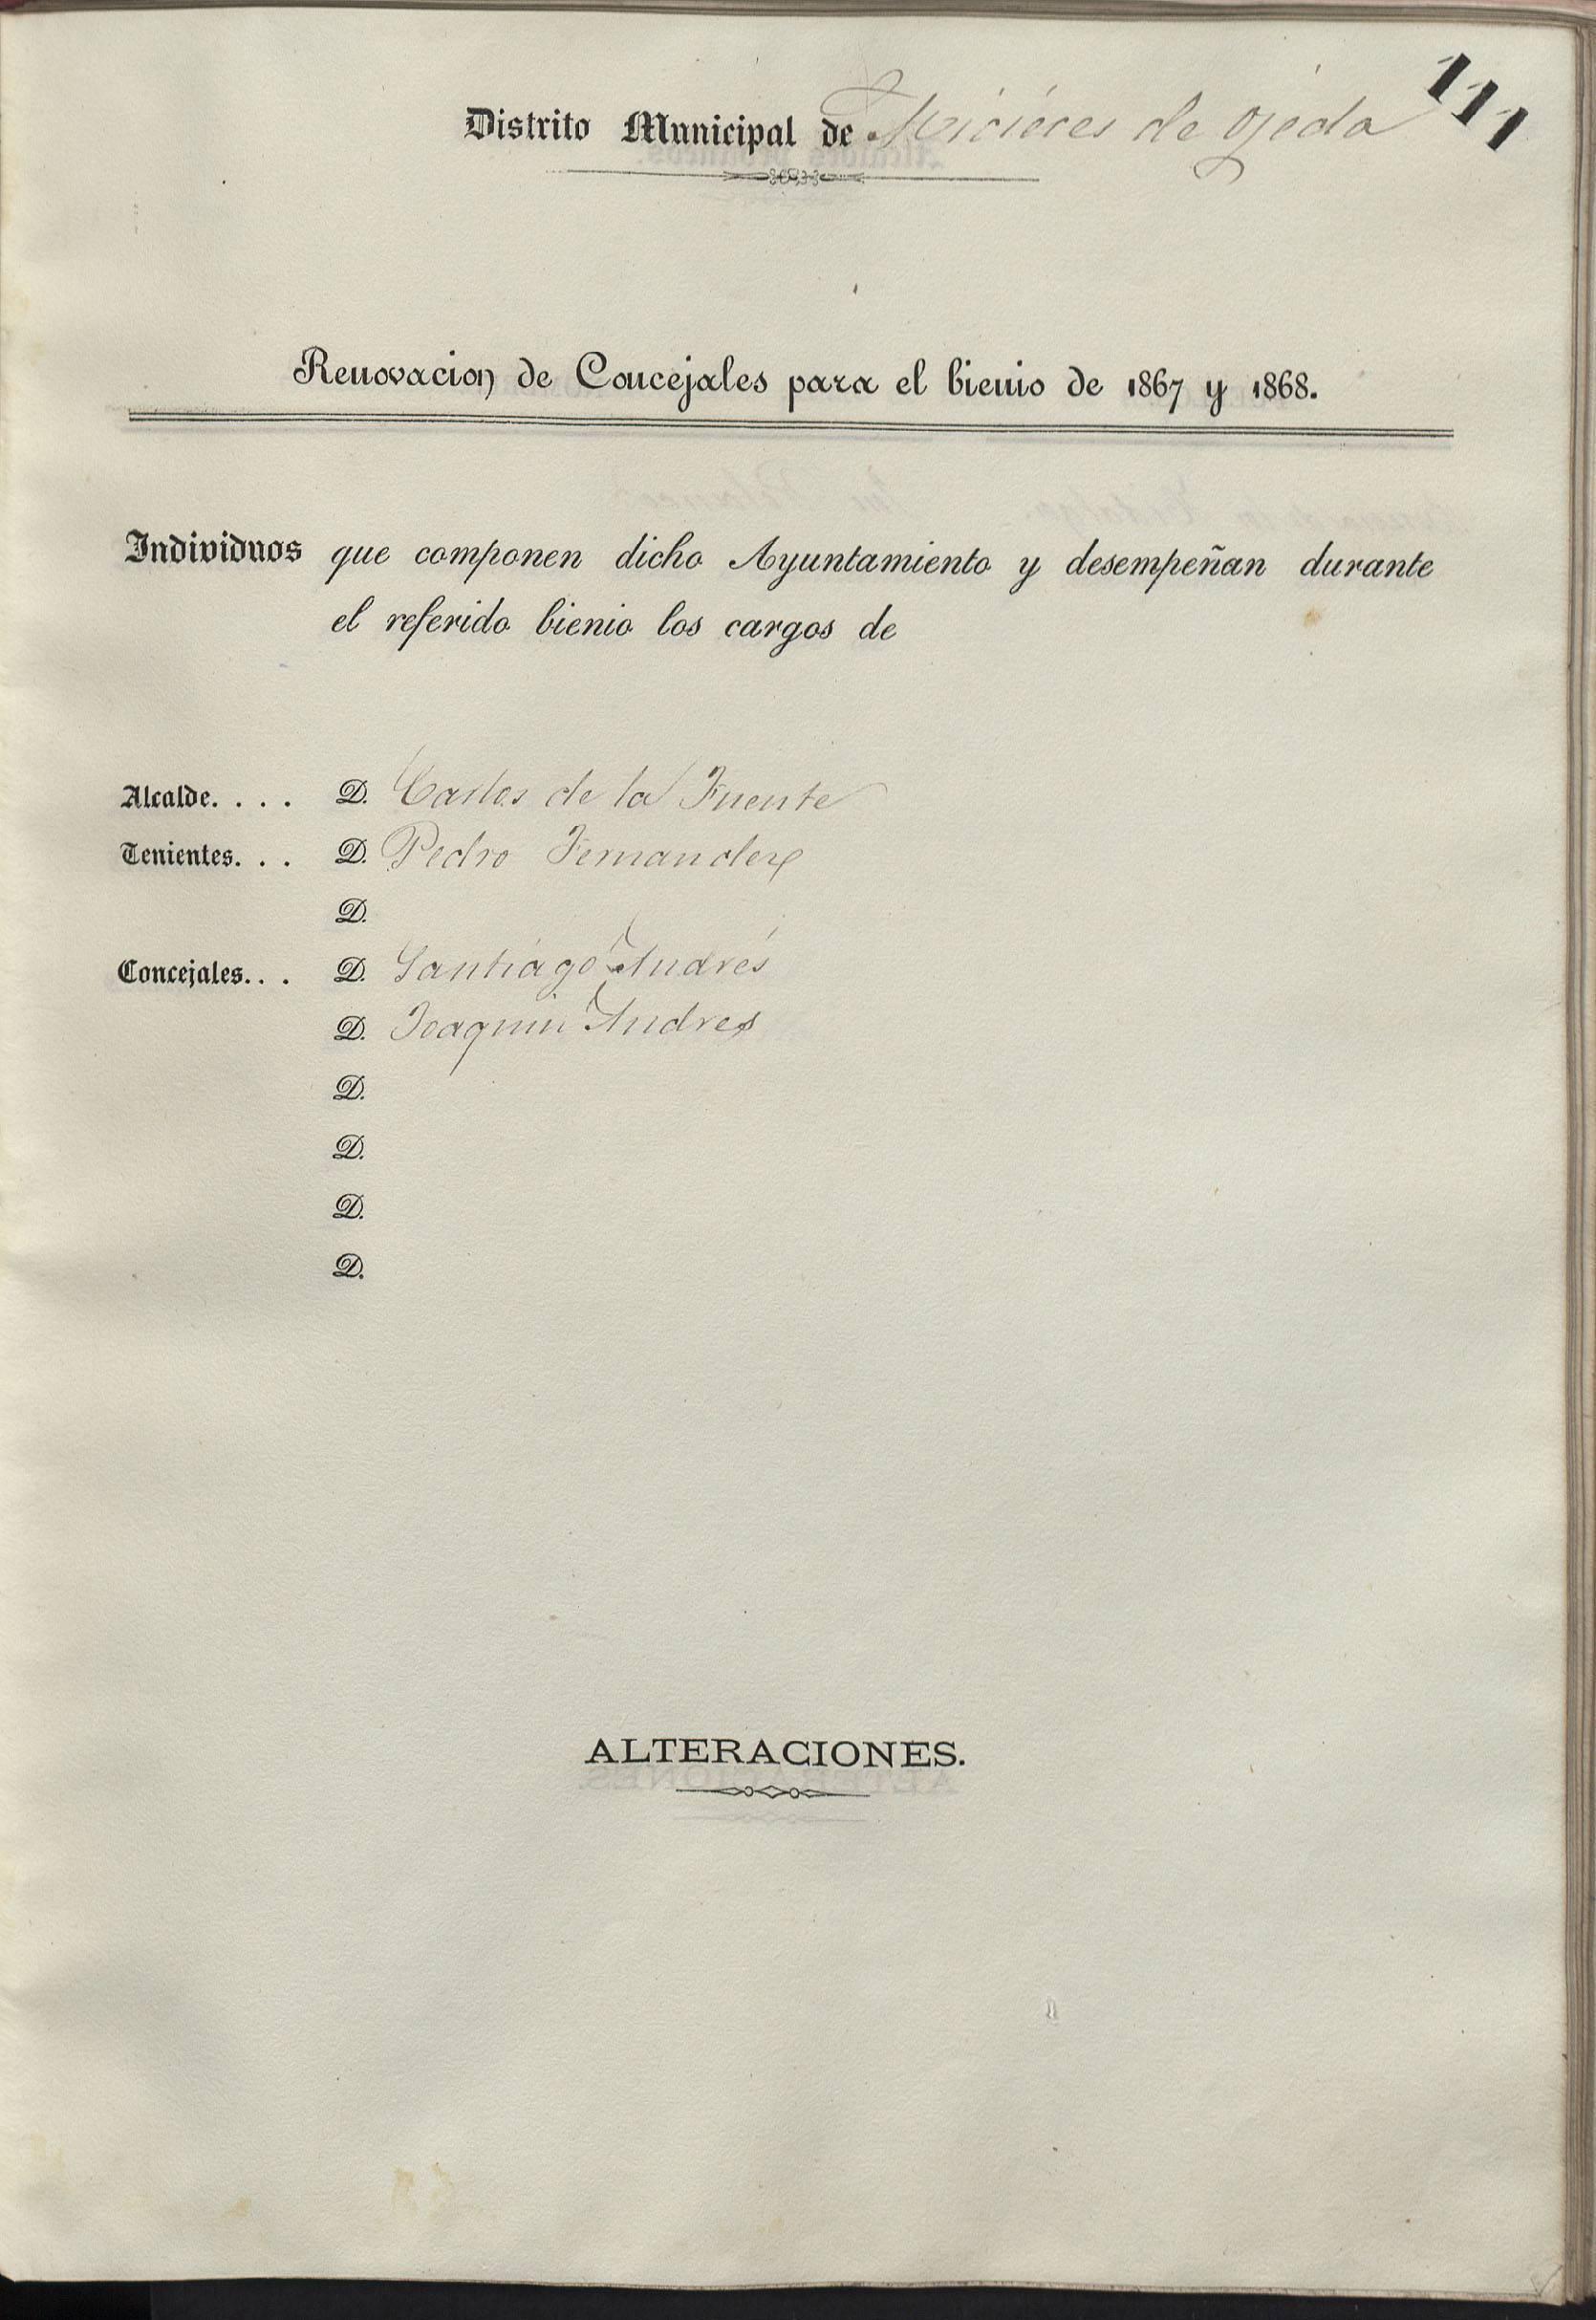 111
Distrito Municipal de Micieces de Ojeda
Renovacion de Concejales para el bienio de 1867 y 1868.
Individuos que componen dicho Ayuntamiento y desempeñan durante
el referido bienio los cargos de
Alcalde. . . . D. Carlos de la Fuente
Tenientes. . . D. Pedro Fernandez
D.
Concejales. . . D. Santiago Andrés
D. Joaquin Andres
D.
D.
D.
D.
ALTERACIONES.